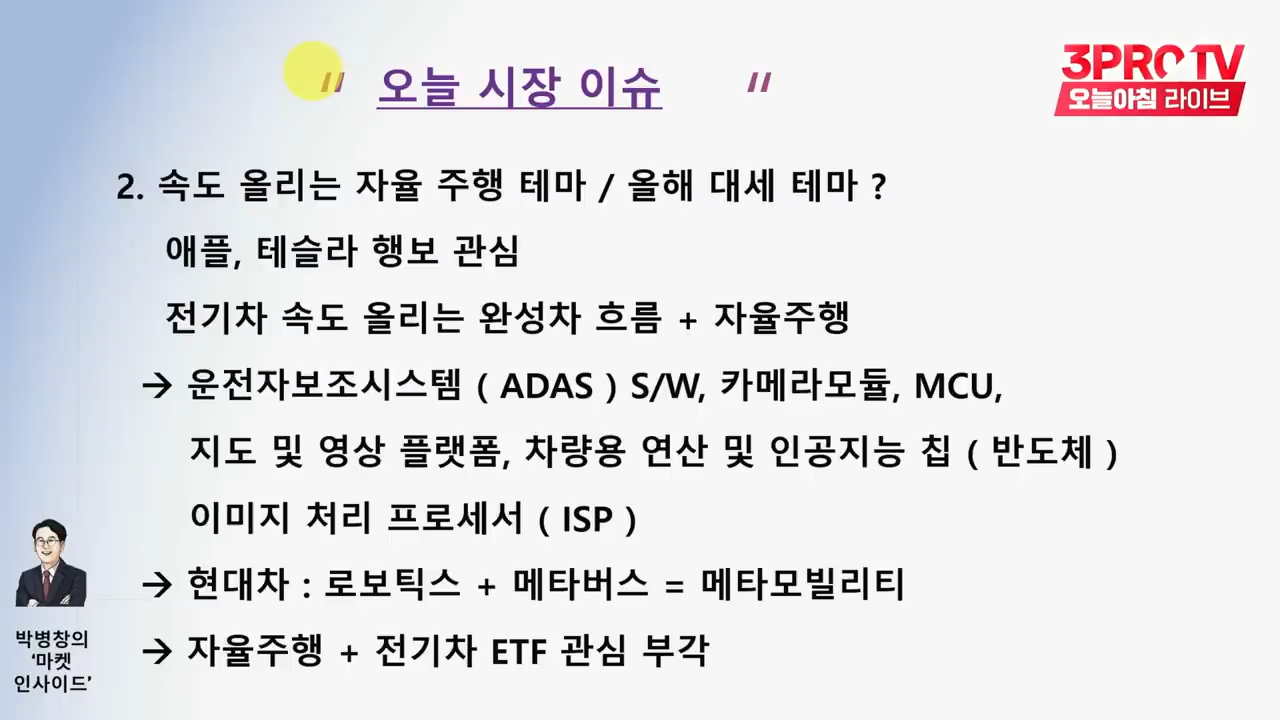 " 오늘 시장 이슈 "
3PRO TV
오늘아침 라이브
2. 속도 올리는 자율 주행 테마 / 올해 대세 테마 ?
애플, 테슬라 행보 관심
전기차 속도 올리는 완성차 흐름 + 자율주행
→ 운전자보조시스템 ( ADAS ) S/W, 카메라모듈, MCU,
지도 및 영상 플랫폼, 차량용 연산 및 인공지능 칩 ( 반도체 )
이미지 처리 프로세서 ( ISP )
→ 현대차 : 로보틱스 + 메타버스 = 메타모빌리티
→ 자율주행 + 전기차 ETF 관심 부각
박병창의
‘마켓
인사이드’